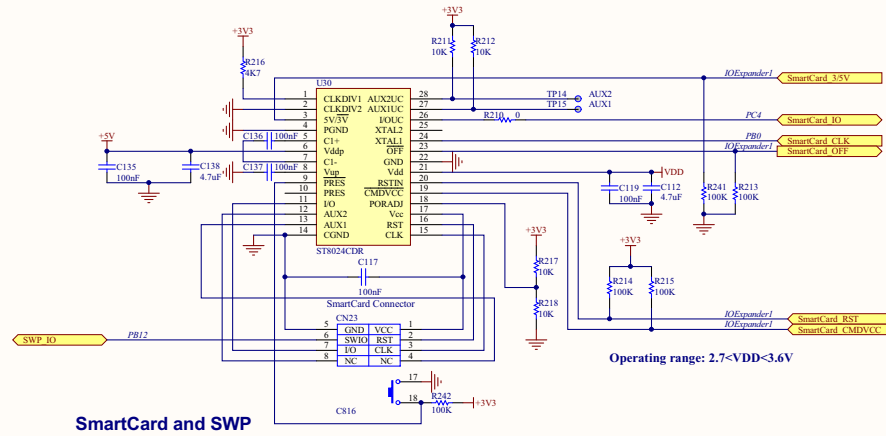 +3V3
+3V3
R211
10K
R212
10K
R216
4K7
U30
IOExpander1
SmartCard_3/5V
1 CLKDIV1 AUX2UC 28
2 CLKDIV2 AUX1UC 27
3 5V/3V I/OUC 26
4 PGND XTAL2 25
5 C1+ XTAL1 24
6 Vddp OFF 23
7 C1- GND 22
8 Vup Vdd 21
9 PRES RSTIN 20
10 PRES CMDVCC 19
11 I/O PORADJ 18
12 AUX2 Vcc 17
13 AUX1 RST 16
14 CGND CLK 15
ST8024CDR
TP14 AUX2
TP15 AUX1
R210 0
PC4
SmartCard_IO
PB0
SmartCard_CLK
IOExpander1
SmartCard_OFF
+5V
C136 100nF
C135
100nF
C138
4.7uF
C137 100nF
VDD
C119
100nF
C112
4.7uF
R241
100K
R213
100K
+3V3
R217
10K
R218
10K
+3V3
R214
100K
R215
100K
C117
100nF
IOExpander1
SmartCard_RST
IOExpander1
SmartCard_CMDVCC
SmartCard Connector
CN23
5 GND VCC 1
6 SWIO RST 2
7 I/O CLK 3
8 NC NC 4
SWP_IO
PB12
Operating range: 2.7<VDD<3.6V
17
18
R242
100K
+3V3
C816
SmartCard and SWP